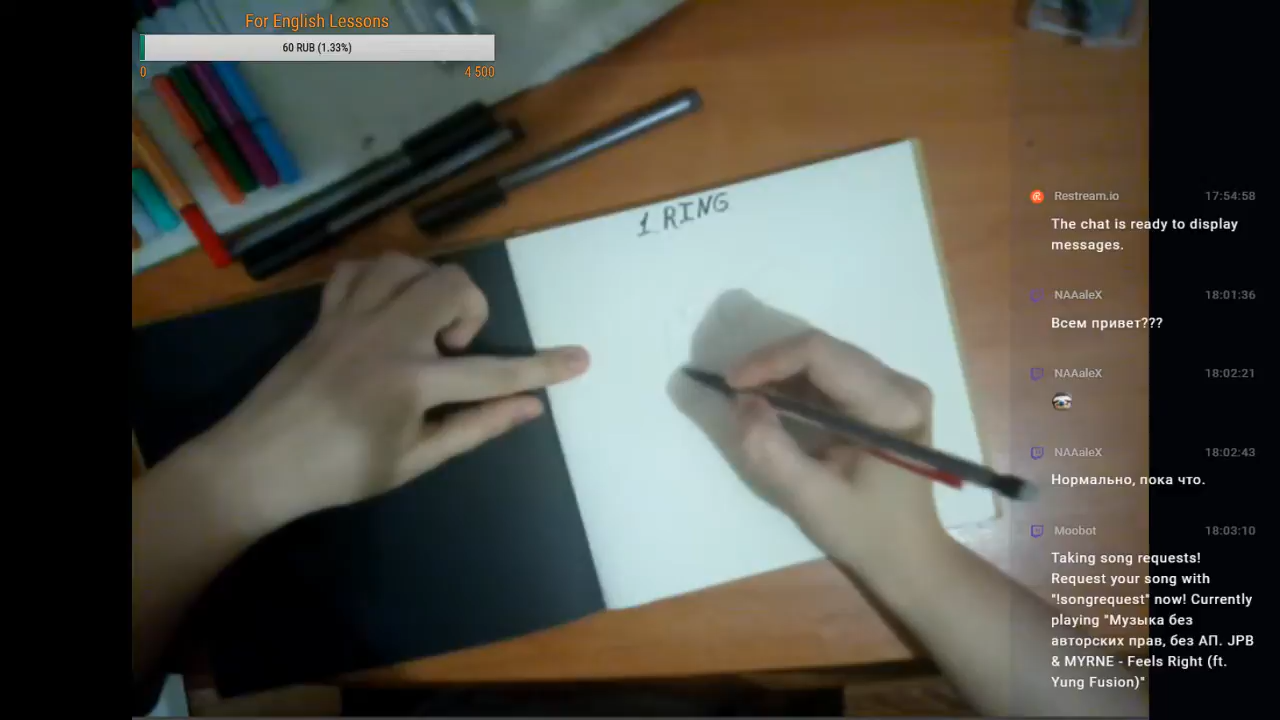 For English Lessons
60 RUB (1.33%)
0
4 500
1 RING
Restream.io
17:54:58
The chat is ready to display
messages.
NAAaleX
18:01:36
Всем привет???
NAAaleX
18:02:21
NAAaleX
18:02:43
Нормально, пока что.
Moobot
18:03:10
Taking song requests!
Request your song with
"!songrequest" now! Currently
playing "Музыка без
авторских прав, без АП. JPB
& MYRNE - Feels Right (ft.
Yung Fusion)"